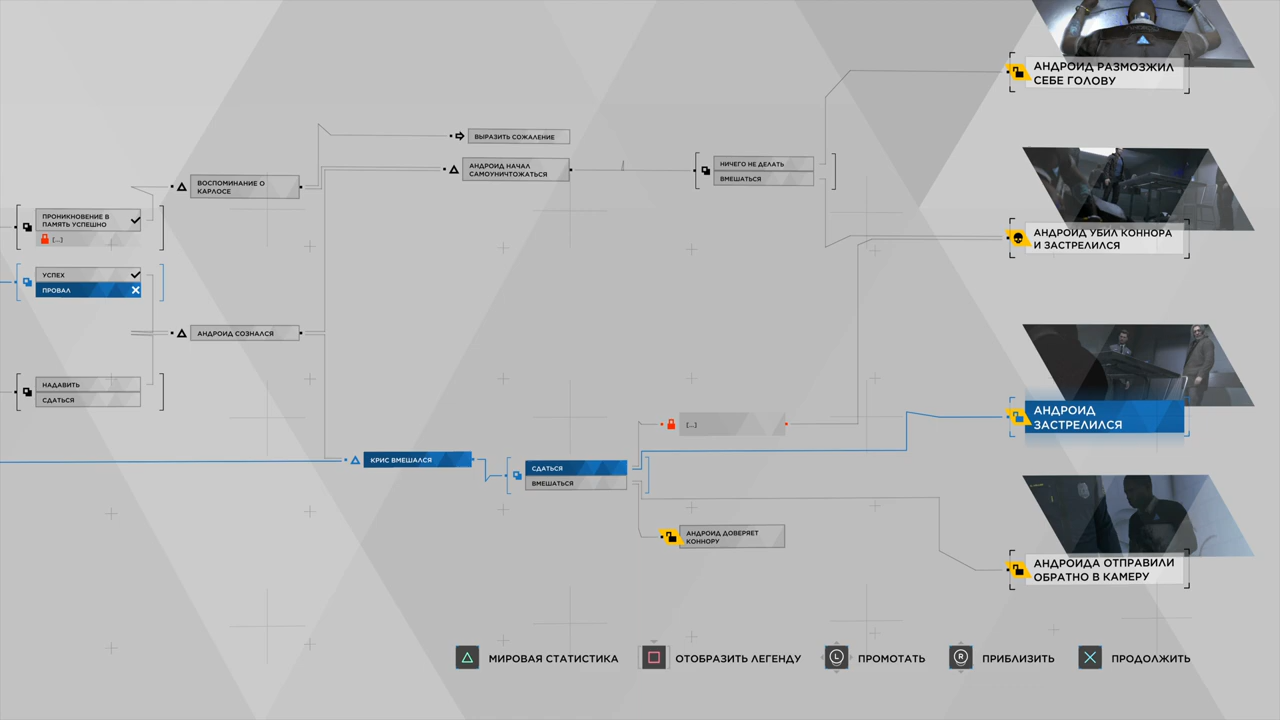 АНДРОИД РАЗМОЗЖИЛ
СЕБЕ ГОЛОВУ
ВЫРАЗИТЬ СОЖАЛЕНИЕ
АНДРОИД НАЧАЛ
САМОУНИЧТОЖАТЬСЯ
НИЧЕГО НЕ ДЕЛАТЬ
ВМЕШАТЬСЯ
ВОСПОМИНАНИЕ О
КАРЛОСЕ
ПРОНИКНОВЕНИЕ В
ПАМЯТЬ УСПЕШНО
[...]
АНДРОИД УБИЛ КОННОРА
И ЗАСТРЕЛИЛСЯ
УСПЕХ
ПРОВАЛ
АНДРОИД СОЗНАЛСЯ
НАДАВИТЬ
СДАТЬСЯ
АНДРОИД
ЗАСТРЕЛИЛСЯ
[...]
КРИС ВМЕШАЛСЯ
СДАТЬСЯ
ВМЕШАТЬСЯ
АНДРОИД ДОВЕРЯЕТ
КОННОРУ
АНДРОИДА ОТПРАВИЛИ
ОБРАТНО В КАМЕРУ
МИРОВАЯ СТАТИСТИКА
ОТОБРАЗИТЬ ЛЕГЕНДУ
L
ПРОМОТАТЬ
R
ПРИБЛИЗИТЬ
ПРОДОЛЖИТЬ